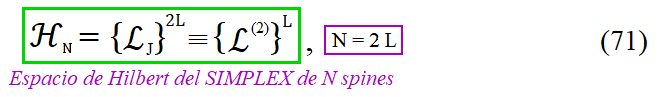 ℋ_N = {ℒ_J}^{2L} ≡ {ℒ^{(2)}}^L , N = 2 L (71)
Espacio de Hilbert del SIMPLEX de N spines